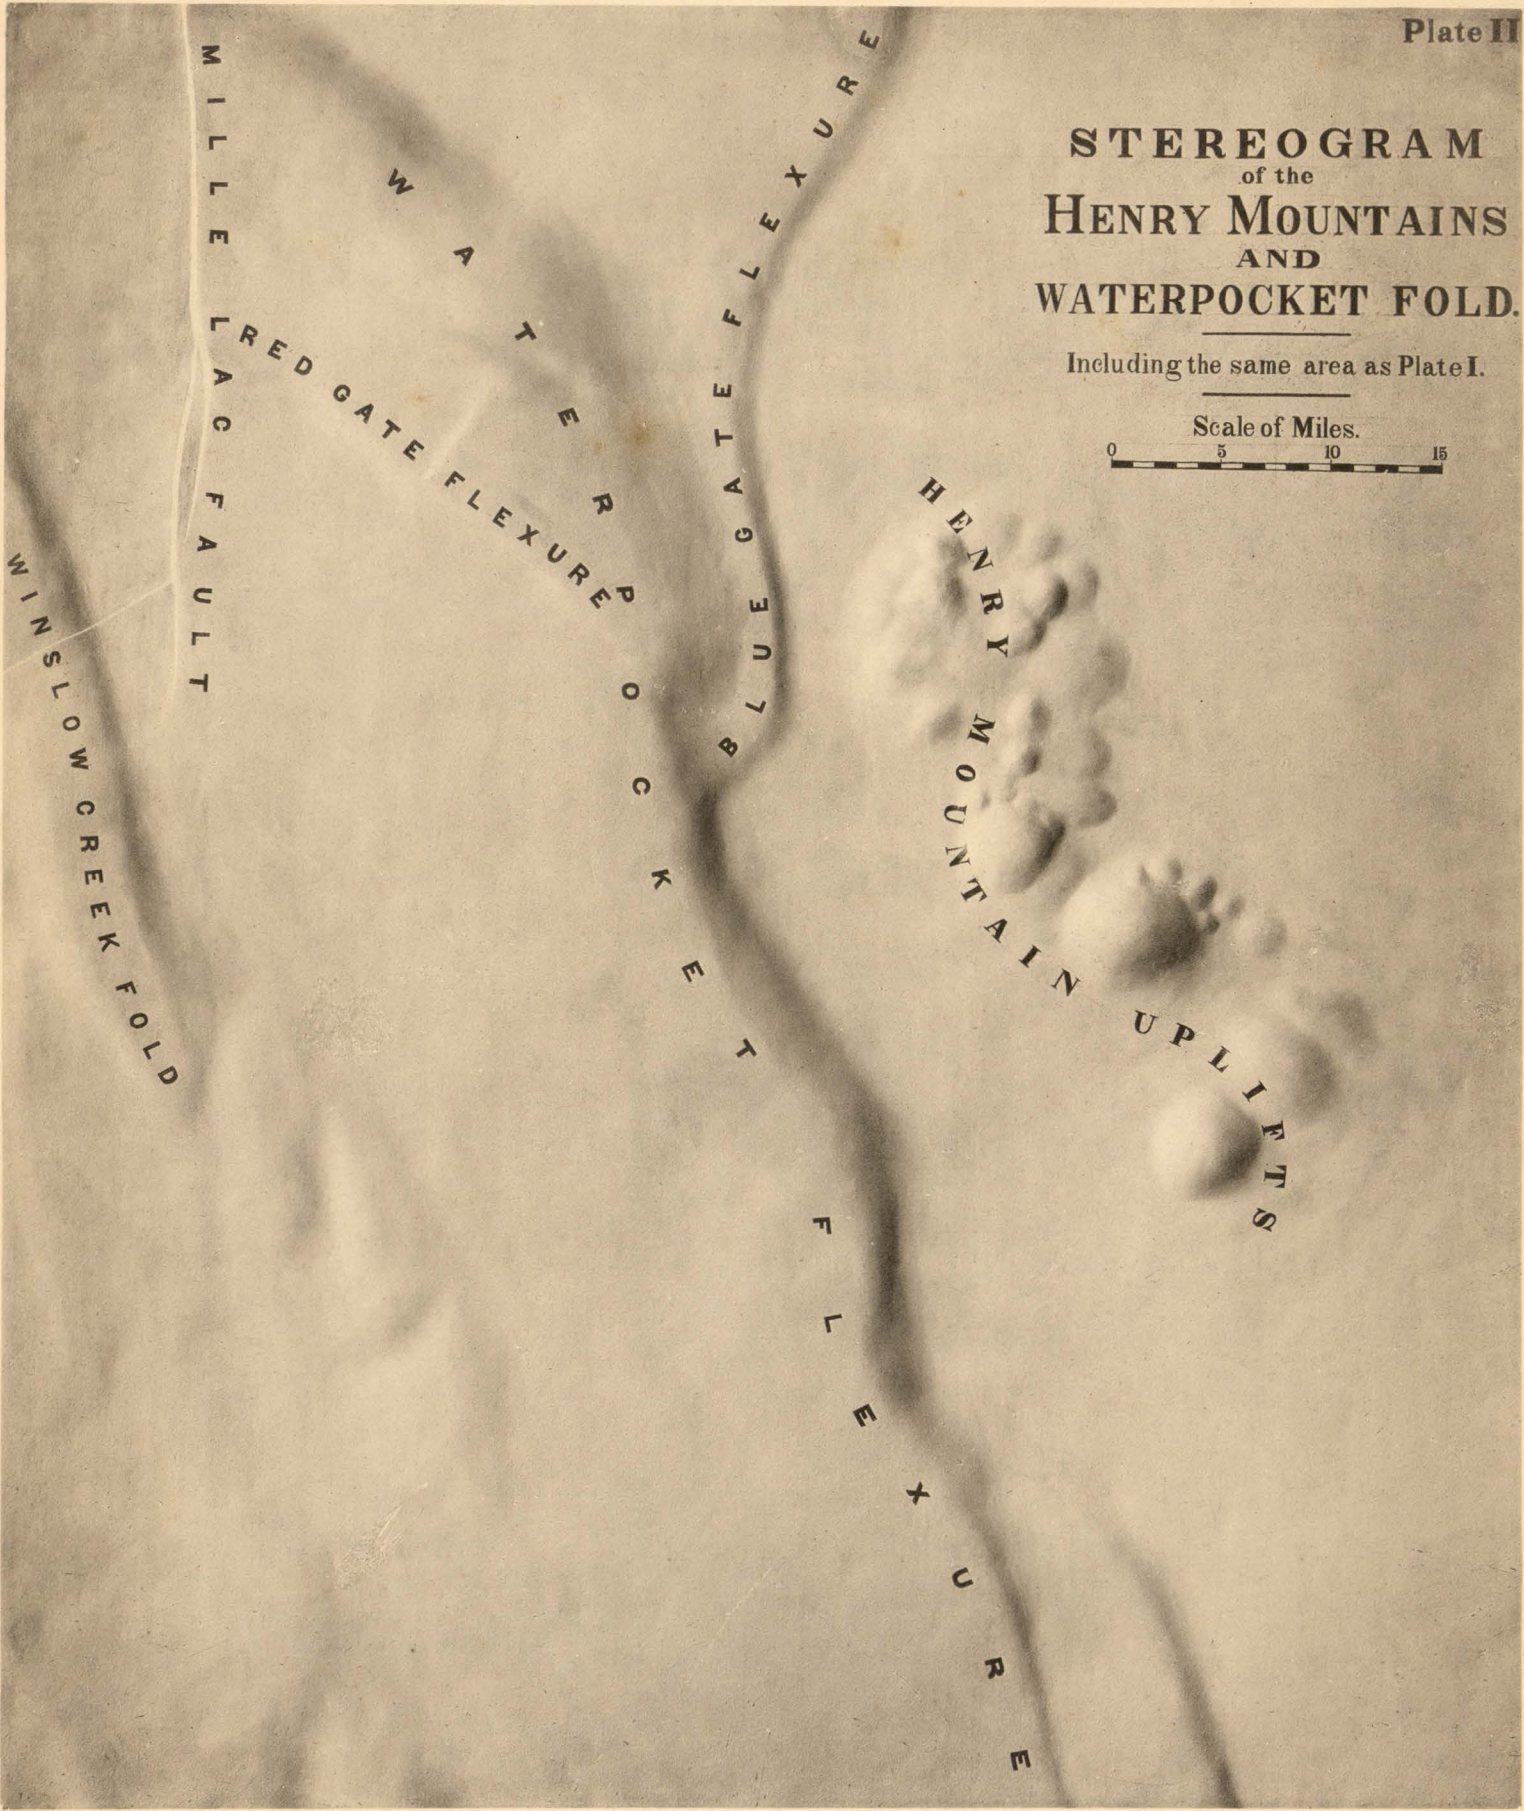 Plate II
STEREOGRAM
of the
HENRY MOUNTAINS
AND
WATERPOCKET FOLD.
Including the same area as Plate I.
Scale of Miles.
0 5 10 15
MILLE LAC FAULT
WATERPOCKET FLEXURE
BLUE GATE FLEXURE
RED GATE FLEXURE
WINSLOW CREEK FOLD
HENRY MOUNTAIN UPLIFTS